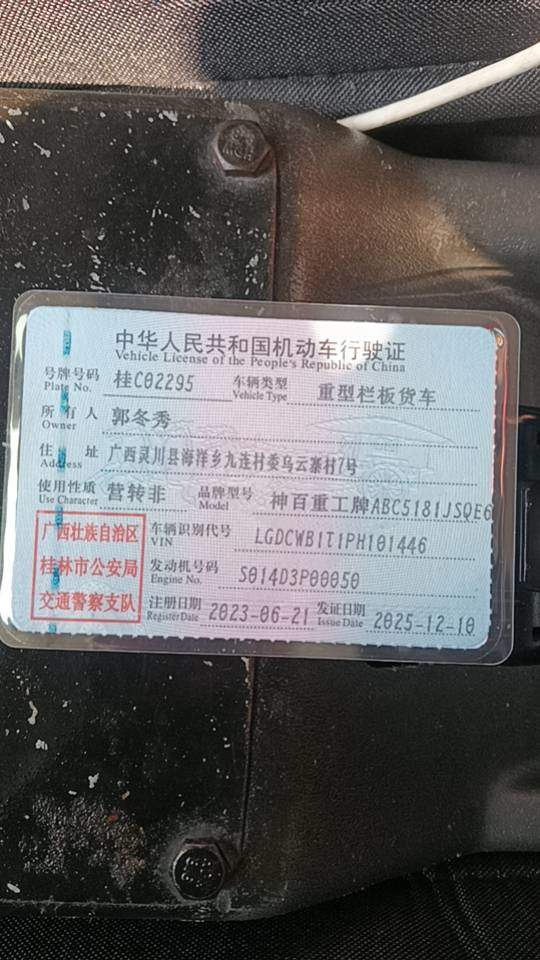 中华人民共和国机动车行驶证
Vehicle License of the People's Republic of China
号牌号码 桂C02295 车辆类型 重型栏板货车
Plate No. Vehicle Type
所有人 郭冬秀
Owner
住址 广西灵川县海洋乡九连村委乌云寨村7号
Address
使用性质 营转非 品牌型号 神百重工牌ABC5181JSQE6
Use Character Model
广西壮族自治区
桂林市公安局
交通警察支队
车辆识别代号 LGDCWB1T1PH101446
VIN
发动机号码 S014D3P00050
Engine No.
注册日期 2023-06-21 发证日期 2025-12-10
Register Date Issue Date